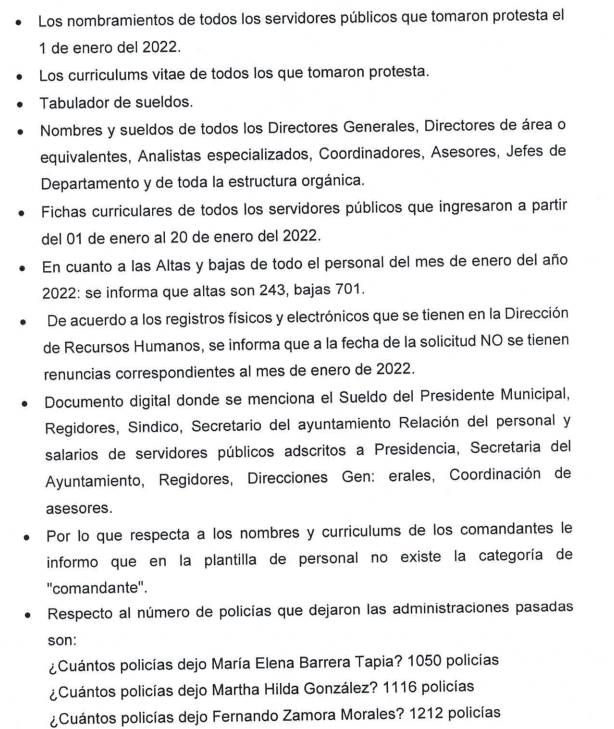 • Los nombramientos de todos los servidores públicos que tomaron protesta el
1 de enero del 2022.
• Los curriculums vitae de todos los que tomaron protesta.
• Tabulador de sueldos.
• Nombres y sueldos de todos los Directores Generales, Directores de área o
equivalentes, Analistas especializados, Coordinadores, Asesores, Jefes de
Departamento y de toda la estructura orgánica.
• Fichas curriculares de todos los servidores públicos que ingresaron a partir
del 01 de enero al 20 de enero del 2022.
• En cuanto a las Altas y bajas de todo el personal del mes de enero del año
2022: se informa que altas son 243, bajas 701.
• De acuerdo a los registros físicos y electrónicos que se tienen en la Dirección
de Recursos Humanos, se informa que a la fecha de la solicitud NO se tienen
renuncias correspondientes al mes de enero de 2022.
• Documento digital donde se menciona el Sueldo del Presidente Municipal,
Regidores, Sindico, Secretario del ayuntamiento Relación del personal y
salarios de servidores públicos adscritos a Presidencia, Secretaria del
Ayuntamiento, Regidores, Direcciones Gen: erales, Coordinación de
asesores.
• Por lo que respecta a los nombres y curriculums de los comandantes le
informo que en la plantilla de personal no existe la categoría de
"comandante".
• Respecto al número de policías que dejaron las administraciones pasadas
son:
¿Cuántos policías dejo María Elena Barrera Tapia? 1050 policías
¿Cuántos policías dejo Martha Hilda González? 1116 policías
¿Cuántos policías dejo Fernando Zamora Morales? 1212 policías